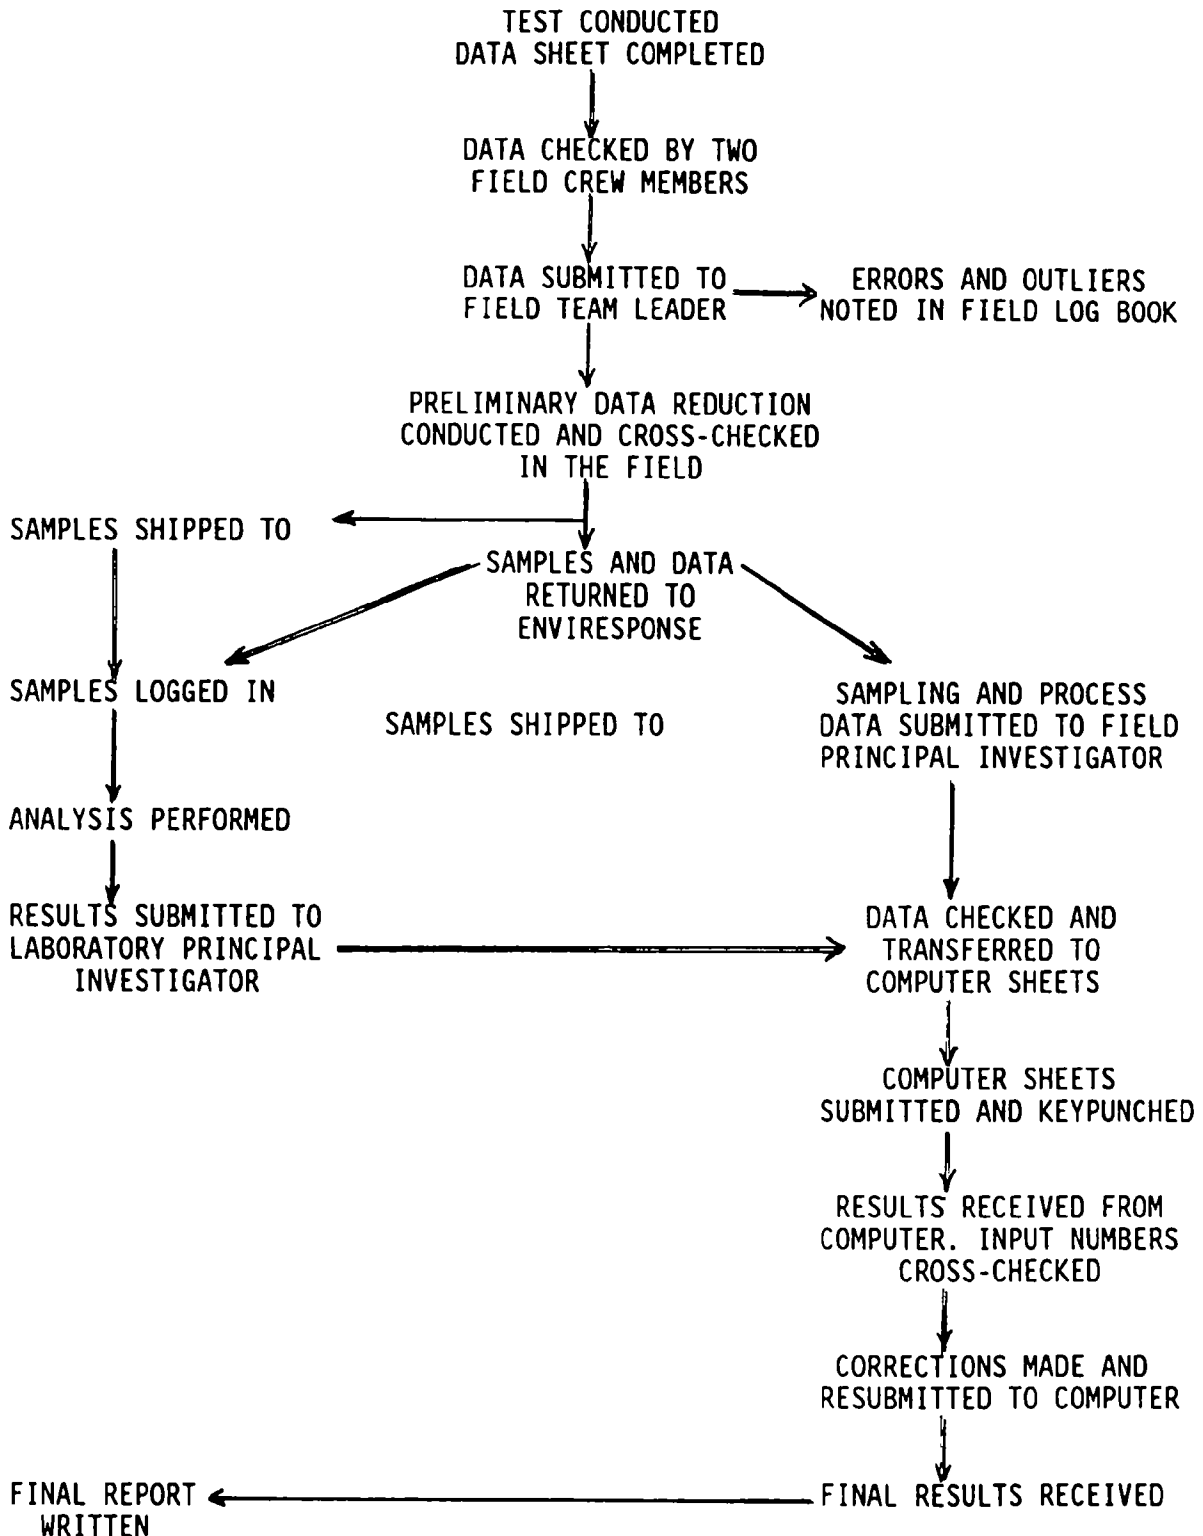 TEST CONDUCTED
DATA SHEET COMPLETED
DATA CHECKED BY TWO
FIELD CREW MEMBERS
DATA SUBMITTED TO
FIELD TEAM LEADER
ERRORS AND OUTLIERS
NOTED IN FIELD LOG BOOK
PRELIMINARY DATA REDUCTION
CONDUCTED AND CROSS-CHECKED
IN THE FIELD
SAMPLES SHIPPED TO
SAMPLES AND DATA
RETURNED TO
ENVIRESPONSE
SAMPLES LOGGED IN
SAMPLES SHIPPED TO
SAMPLING AND PROCESS
DATA SUBMITTED TO FIELD
PRINCIPAL INVESTIGATOR
ANALYSIS PERFORMED
RESULTS SUBMITTED TO
LABORATORY PRINCIPAL
INVESTIGATOR
DATA CHECKED AND
TRANSFERRED TO
COMPUTER SHEETS
COMPUTER SHEETS
SUBMITTED AND KEYPUNCHED
RESULTS RECEIVED FROM
COMPUTER. INPUT NUMBERS
CROSS-CHECKED
CORRECTIONS MADE AND
RESUBMITTED TO COMPUTER
FINAL RESULTS RECEIVED
FINAL REPORT
WRITTEN